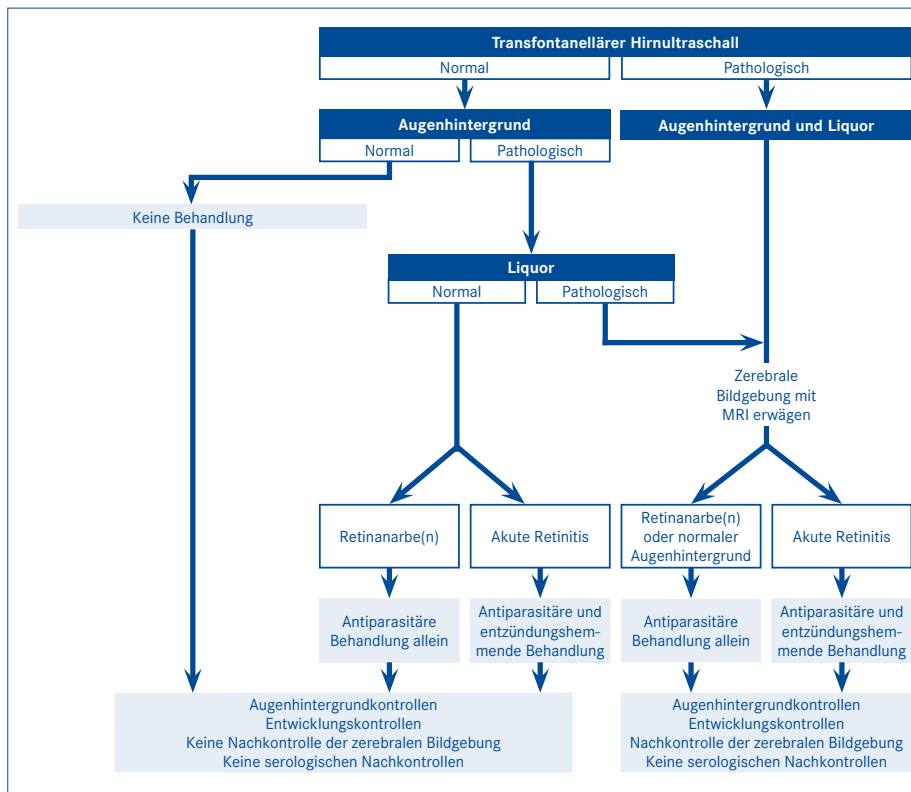 Transfontanellärer Hirnultraschall
Normal
Pathologisch
Augenhintergrund
Normal
Pathologisch
Augenhintergrund und Liquor
Keine Behandlung
Liquor
Normal
Pathologisch
Zerebrale
Bildgebung mit
MRI erwägen
Retinanarbe(n)
Akute Retinitis
Retinanarbe(n)
oder normaler
Augenhintergrund
Akute Retinitis
Antiparasitäre
Behandlung allein
Antiparasitäre und
entzündungshem-
mende Behandlung
Antiparasitäre
Behandlung allein
Antiparasitäre und
entzündungshem-
mende Behandlung
Augenhintergrundkontrollen
Entwicklungskontrollen
Keine Nachkontrolle der zerebralen Bildgebung
Keine serologischen Nachkontrollen
Augenhintergrundkontrollen
Entwicklungskontrollen
Nachkontrolle der zerebralen Bildgebung
Keine serologischen Nachkontrollen